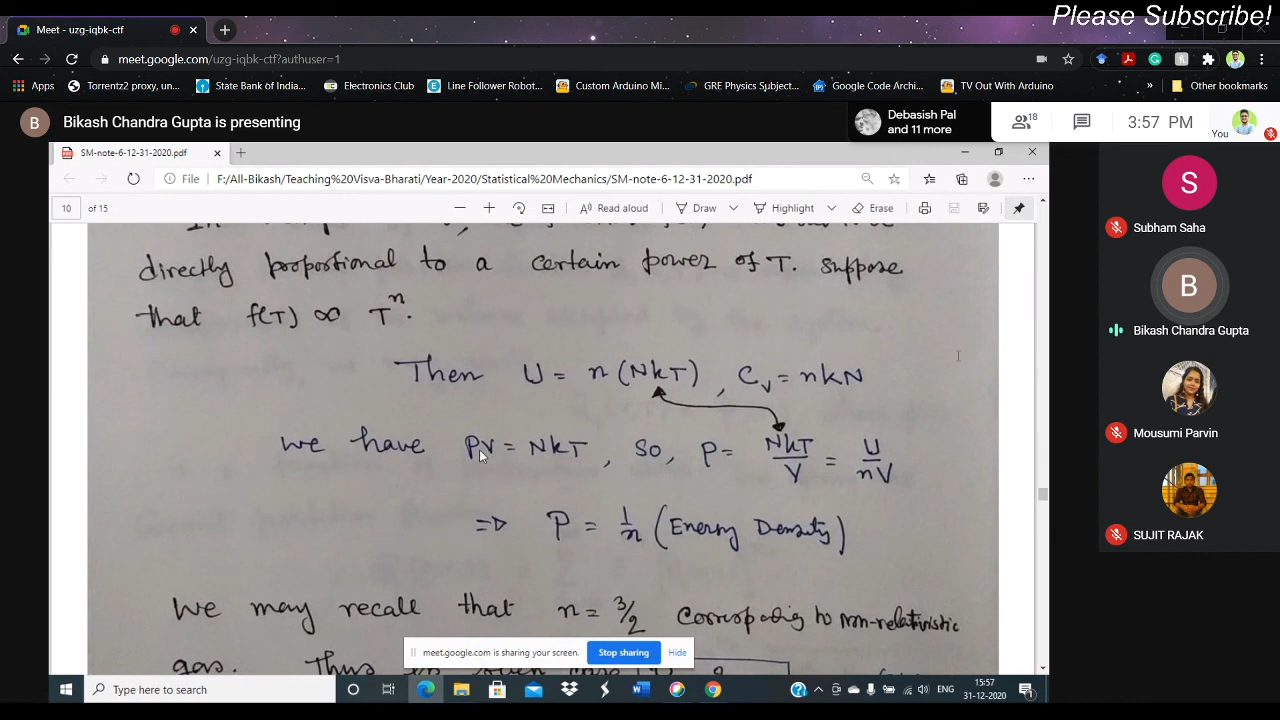 Please Subscribe!
Meet - uzg-iqbk-ctf
meet.google.com/uzg-iqbk-ctf?authuser=1
Apps Torrentz2 proxy, un... State Bank of India... Electronics Club Line Follower Robot... Custom Arduino Mi... GRE Physics Subject... Google Code Archi... TV Out With Arduino » Other bookmarks
B Bikash Chandra Gupta is presenting
Debasish Pal
and 11 more
18
3:57 PM
You
SM-note-6-12-31-2020.pdf
File F:/All-Bikash/Teaching%20Visva-Bharati/Year-2020/Statistical%20Mechanics/SM-note-6-12-31-2020.pdf
10 of 15 Read aloud Draw Highlight Erase
directly proportional to a certain power of T. Suppose
that f(T) ∞ T^n.
Then U = n (NkT), C_v = nkN
We have PV = NkT, so, P = NkT/V = U/nV
=> P = 1/n (Energy Density)
We may recall that n = 3/2 corresponding to non-relativistic
gas. Thus
S
Subham Saha
B
Bikash Chandra Gupta
Mousumi Parvin
SUJIT RAJAK
meet.google.com is sharing your screen. Stop sharing Hide
Type here to search
ENG
15:57
31-12-2020